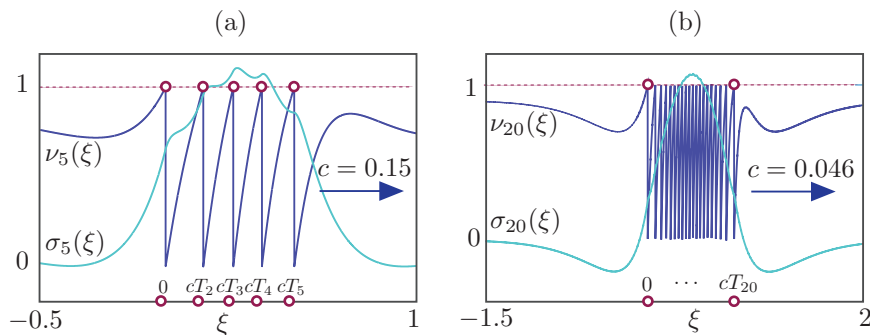 (a)
1
ν₅(ξ)
c = 0.15
σ₅(ξ)
0
0 cT₂ cT₃ cT₄ cT₅
−0.5 ξ 1
(b)
1
ν₂₀(ξ)
c = 0.046
σ₂₀(ξ)
0
0 ··· cT₂₀
−1.5 ξ 2